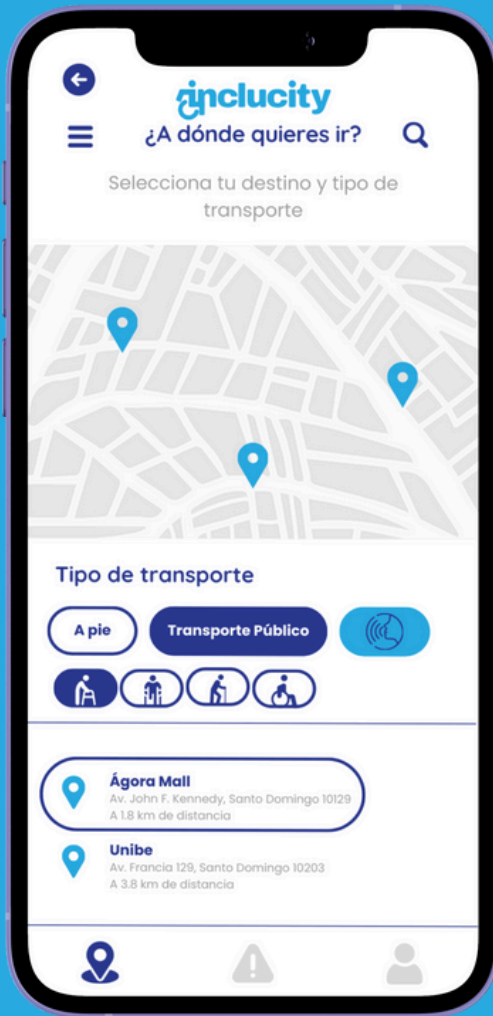 inclucity
¿A dónde quieres ir?
Selecciona tu destino y tipo de
transporte
Tipo de transporte
A pie
Transporte Público
Ágora Mall
Av. John F. Kennedy, Santo Domingo 10129
A 1.8 km de distancia
Unibe
Av. Francia 129, Santo Domingo 10203
A 3.8 km de distancia